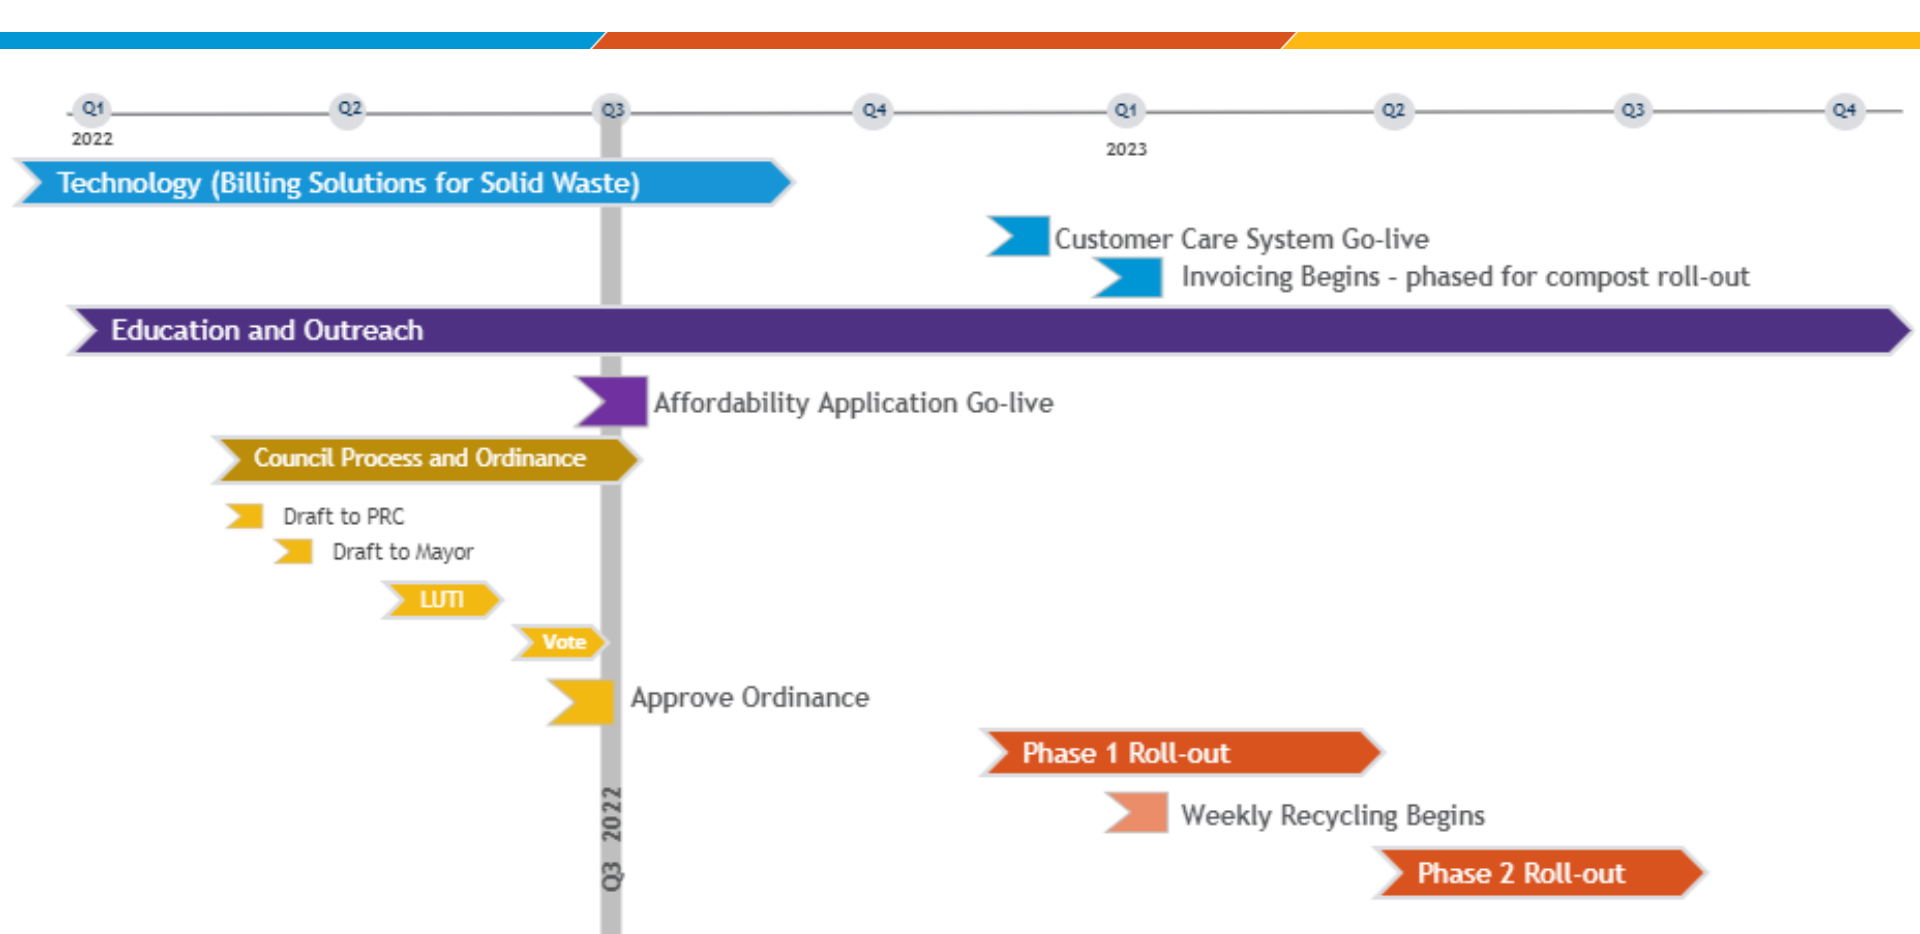 Q1 Q2 Q3 Q4 Q1 Q2 Q3 Q4
2022
2023
Technology (Billing Solutions for Solid Waste)
Customer Care System Go-live
Invoicing Begins - phased for compost roll-out
Education and Outreach
Affordability Application Go-live
Council Process and Ordinance
Draft to PRC
Draft to Mayor
LUTI
Vote
Approve Ordinance
Phase 1 Roll-out
Weekly Recycling Begins
Phase 2 Roll-out
Q3 2022